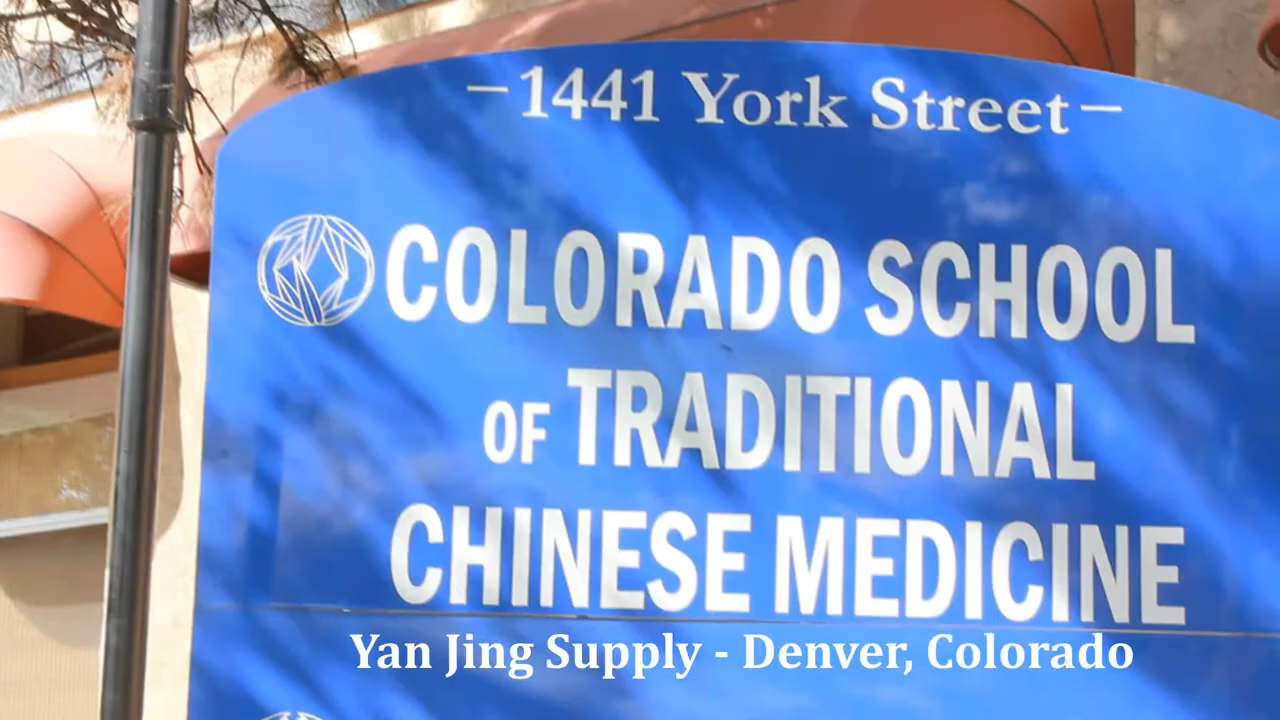 –1441 York Street–
COLORADO SCHOOL
OF TRADITIONAL
CHINESE MEDICINE
Yan Jing Supply - Denver, Colorado